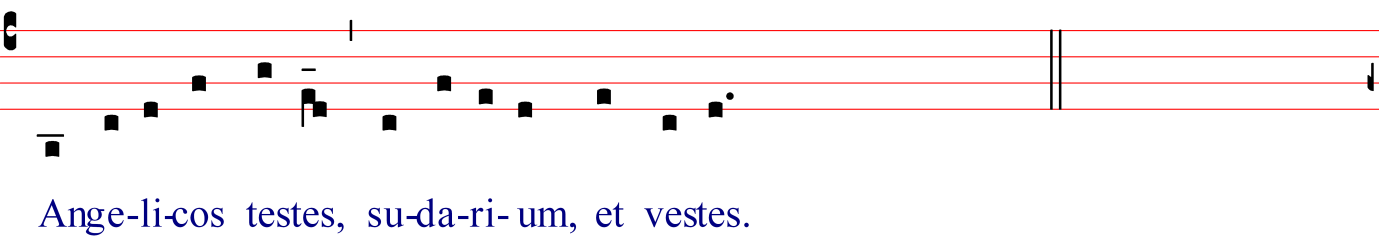 Ange-li-cos testes, su-da-ri-um, et vestes.